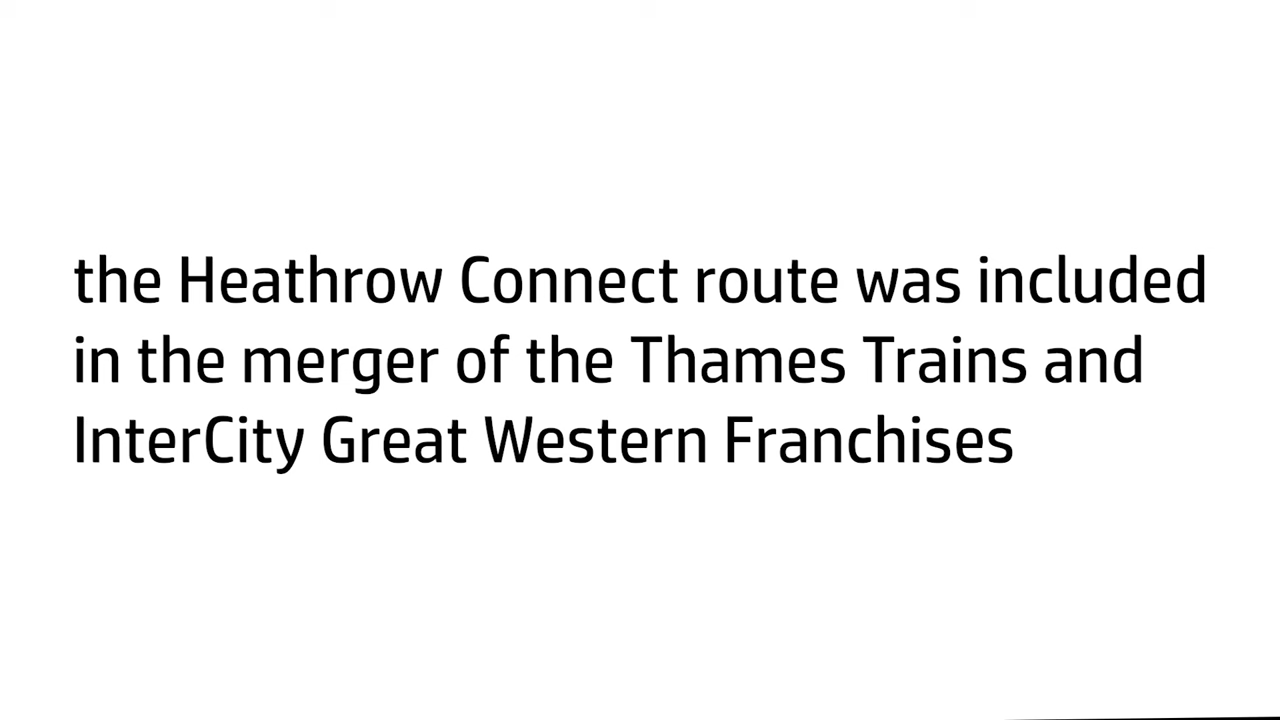 the Heathrow Connect route was included
in the merger of the Thames Trains and
InterCity Great Western Franchises